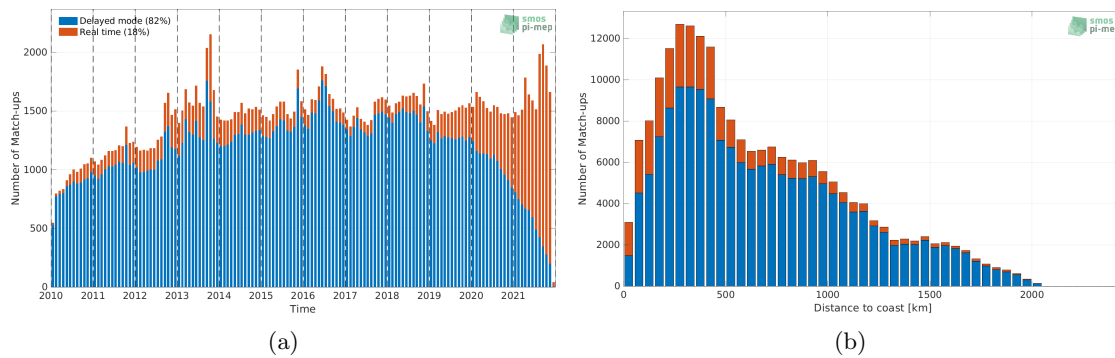 Delayed mode (82%)
Real time (18%)
smos
pi-mep
Number of Match-ups
2000
1500
1000
500
0
2010 2011 2012 2013 2014 2015 2016 2017 2018 2019 2020 2021
Time
(a)
smos
pi-mep
Number of Match-ups
12000
10000
8000
6000
4000
2000
0
0 500 1000 1500 2000
Distance to coast [km]
(b)